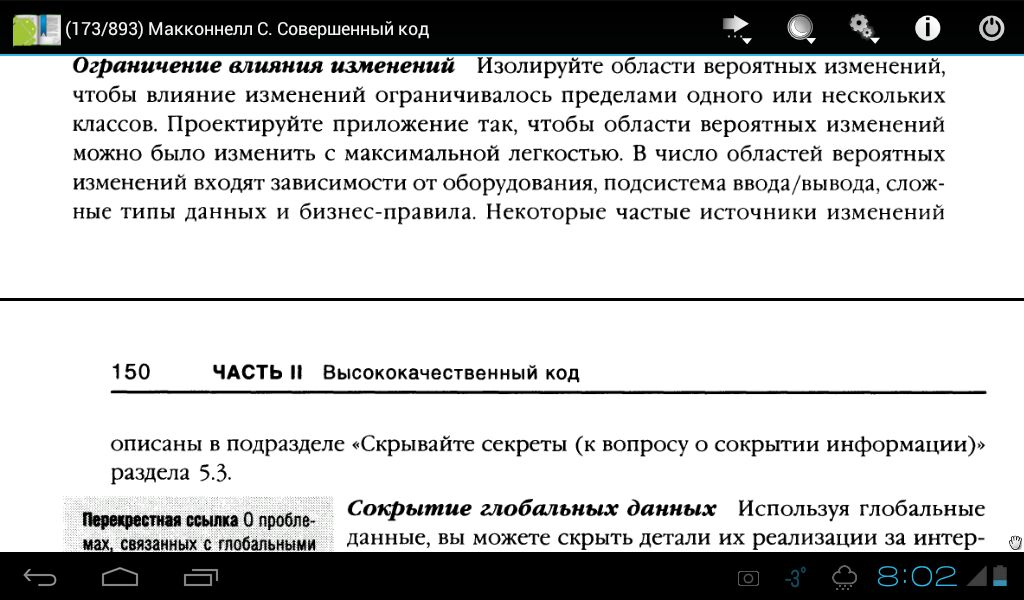 (173/893) Макконнелл С. Совершенный код
Ограничение влияния изменений Изолируйте области вероятных изменений,
чтобы влияние изменений ограничивалось пределами одного или нескольких
классов. Проектируйте приложение так, чтобы области вероятных изменений
можно было изменить с максимальной легкостью. В число областей вероятных
изменений входят зависимости от оборудования, подсистема ввода/вывода, слож-
ные типы данных и бизнес-правила. Некоторые частые источники изменений
150 ЧАСТЬ II Высококачественный код
описаны в подразделе «Скрывайте секреты (к вопросу о сокрытии информации)»
раздела 5.3.
Перекрестная ссылка О пробле-
мах, связанных с глобальными
Сокрытие глобальных данных Используя глобальные
данные, вы можете скрыть детали их реализации за интер-
-3°
8:02